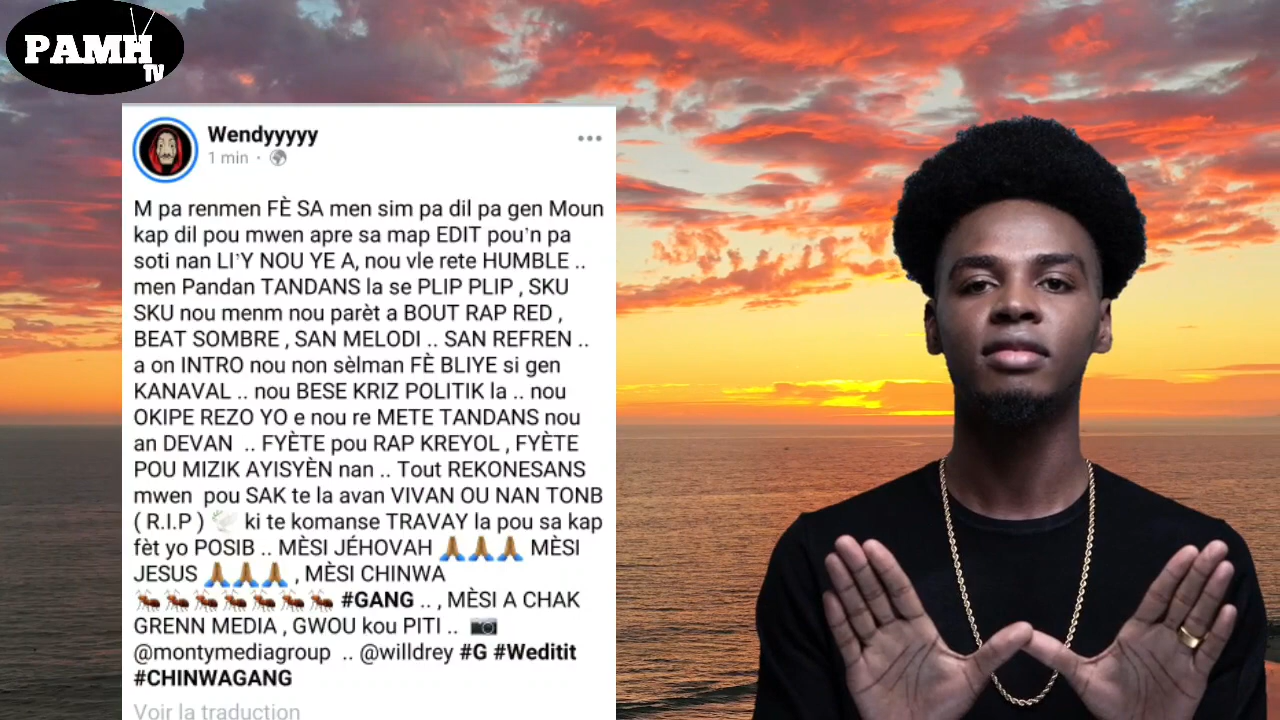 PAMH
TV
Wendyyyyy
1 min ·
M pa renmen FÈ SA men sim pa dil pa gen Moun
kap dil pou mwen apre sa map EDIT pou'n pa
soti nan LI'Y NOU YE A, nou vle rete HUMBLE ..
men Pandan TANDANS la se PLIP PLIP , SKU
SKU nou menm nou parèt a BOUT RAP RED ,
BEAT SOMBRE , SAN MELODI .. SAN REFREN ..
a on INTRO nou non sèlman FÈ BLIYE si gen
KANAVAL .. nou BESE KRIZ POLITIK la .. nou
OKIPE REZO YO e nou re METE TANDANS nou
an DEVAN .. FYÈTE pou RAP KREYOL , FYÈTE
POU MIZIK AYISYÈN nan .. Tout REKONESANS
mwen pou SAK te la avan VIVAN OU NAN TONB
( R.I.P ) 🕊 ki te komanse TRAVAY la pou sa kap
fèt yo POSIB .. MÈSI JÉHOVAH 🙏🙏🙏 MÈSI
JESUS 🙏🙏🙏 , MÈSI CHINWA
🐜🐜🐜🐜🐜🐜🐜 #GANG .. , MÈSI A CHAK
GRENN MEDIA , GWOU kou PITI .. 📷
@montymediagroup .. @willdrey #G #Weditit
#CHINWAGANG
Voir la traduction